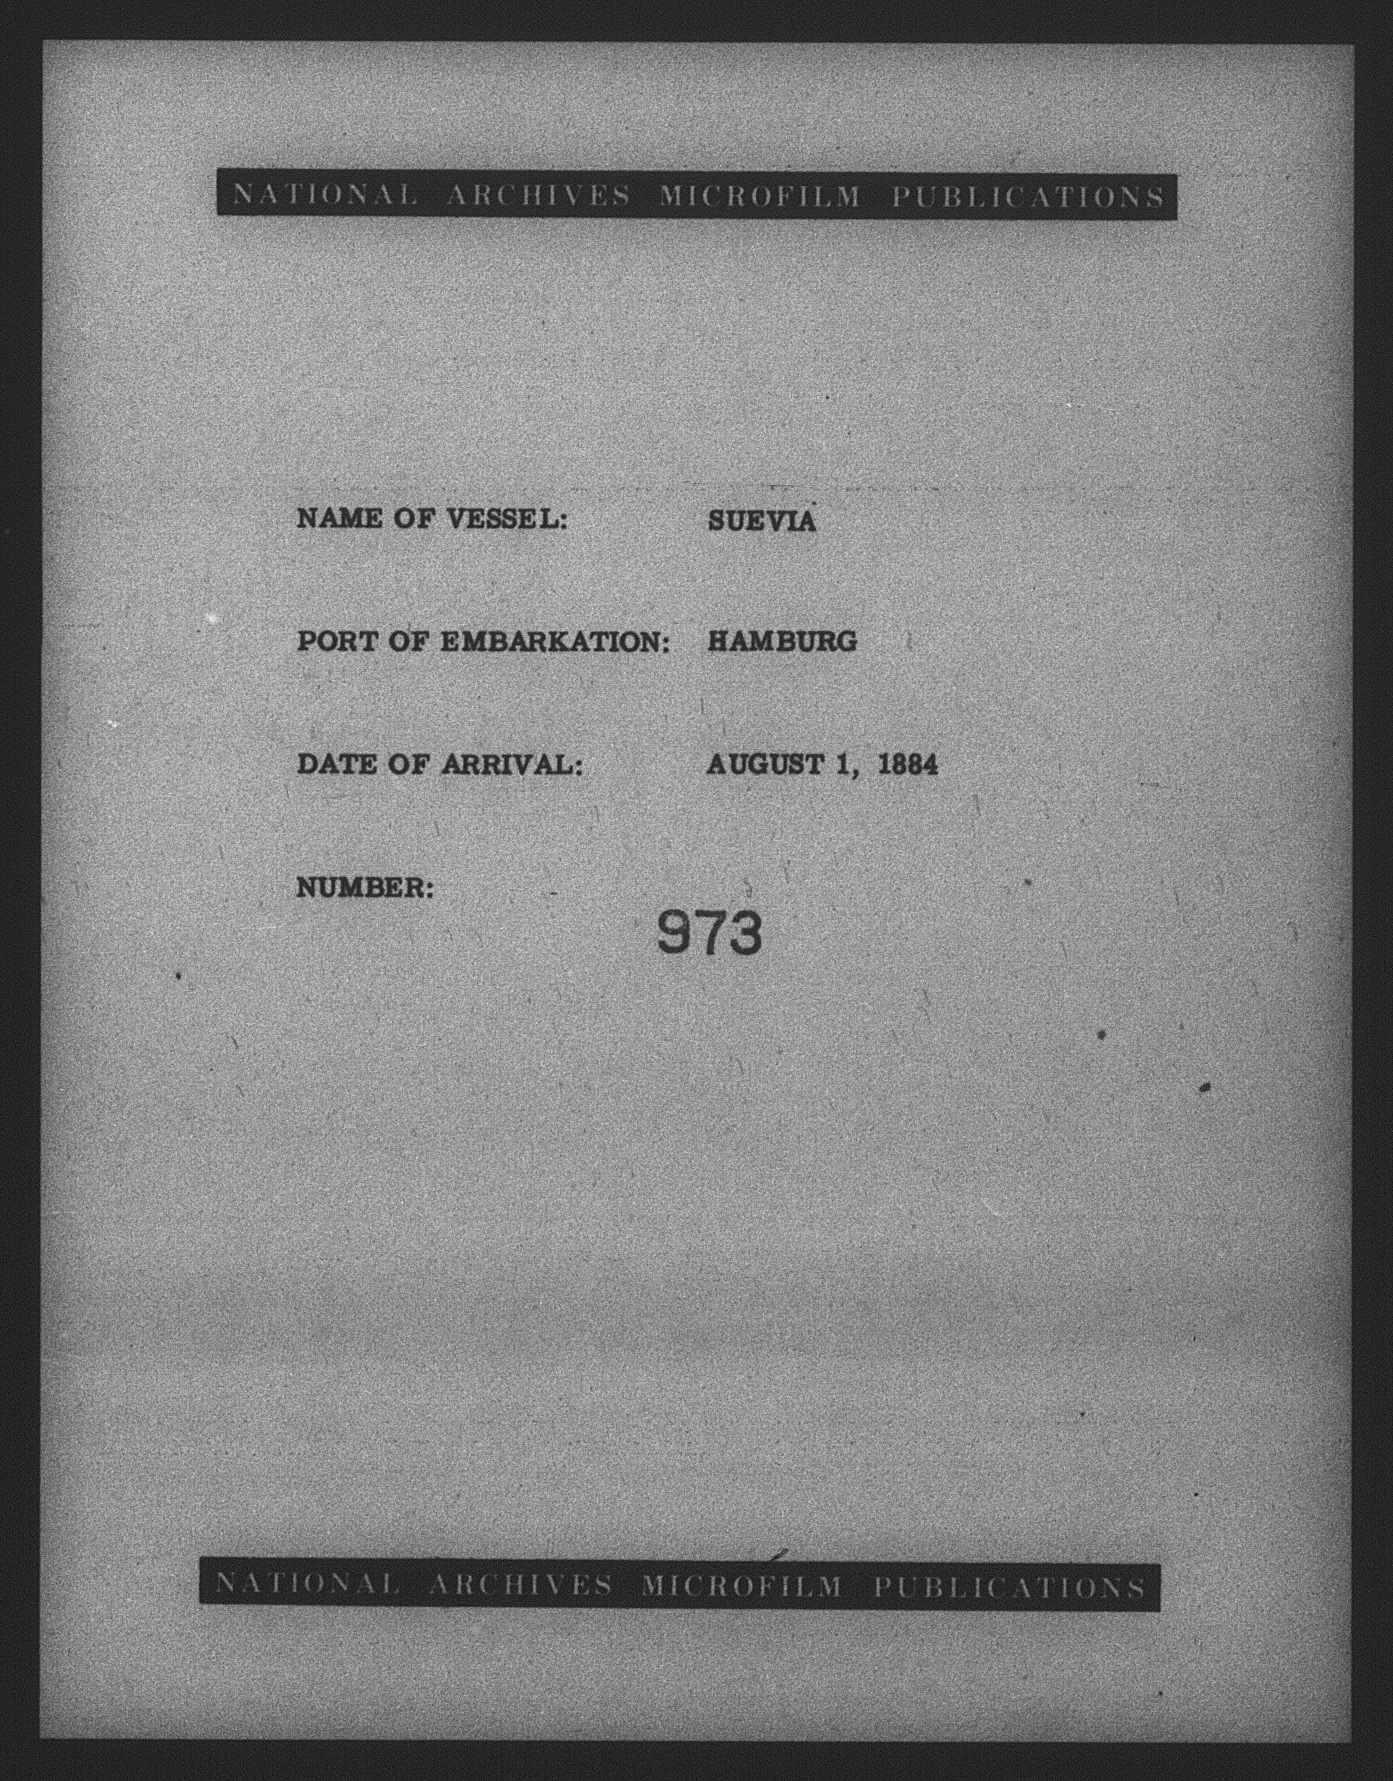 NATIONAL ARCHIVES MICROFILM PUBLICATIONS
NAME OF VESSEL: SUEVIA
PORT OF EMBARKATION: HAMBURG
DATE OF ARRIVAL: AUGUST 1, 1884
NUMBER:
973
NATIONAL ARCHIVES MICROFILM PUBLICATIONS